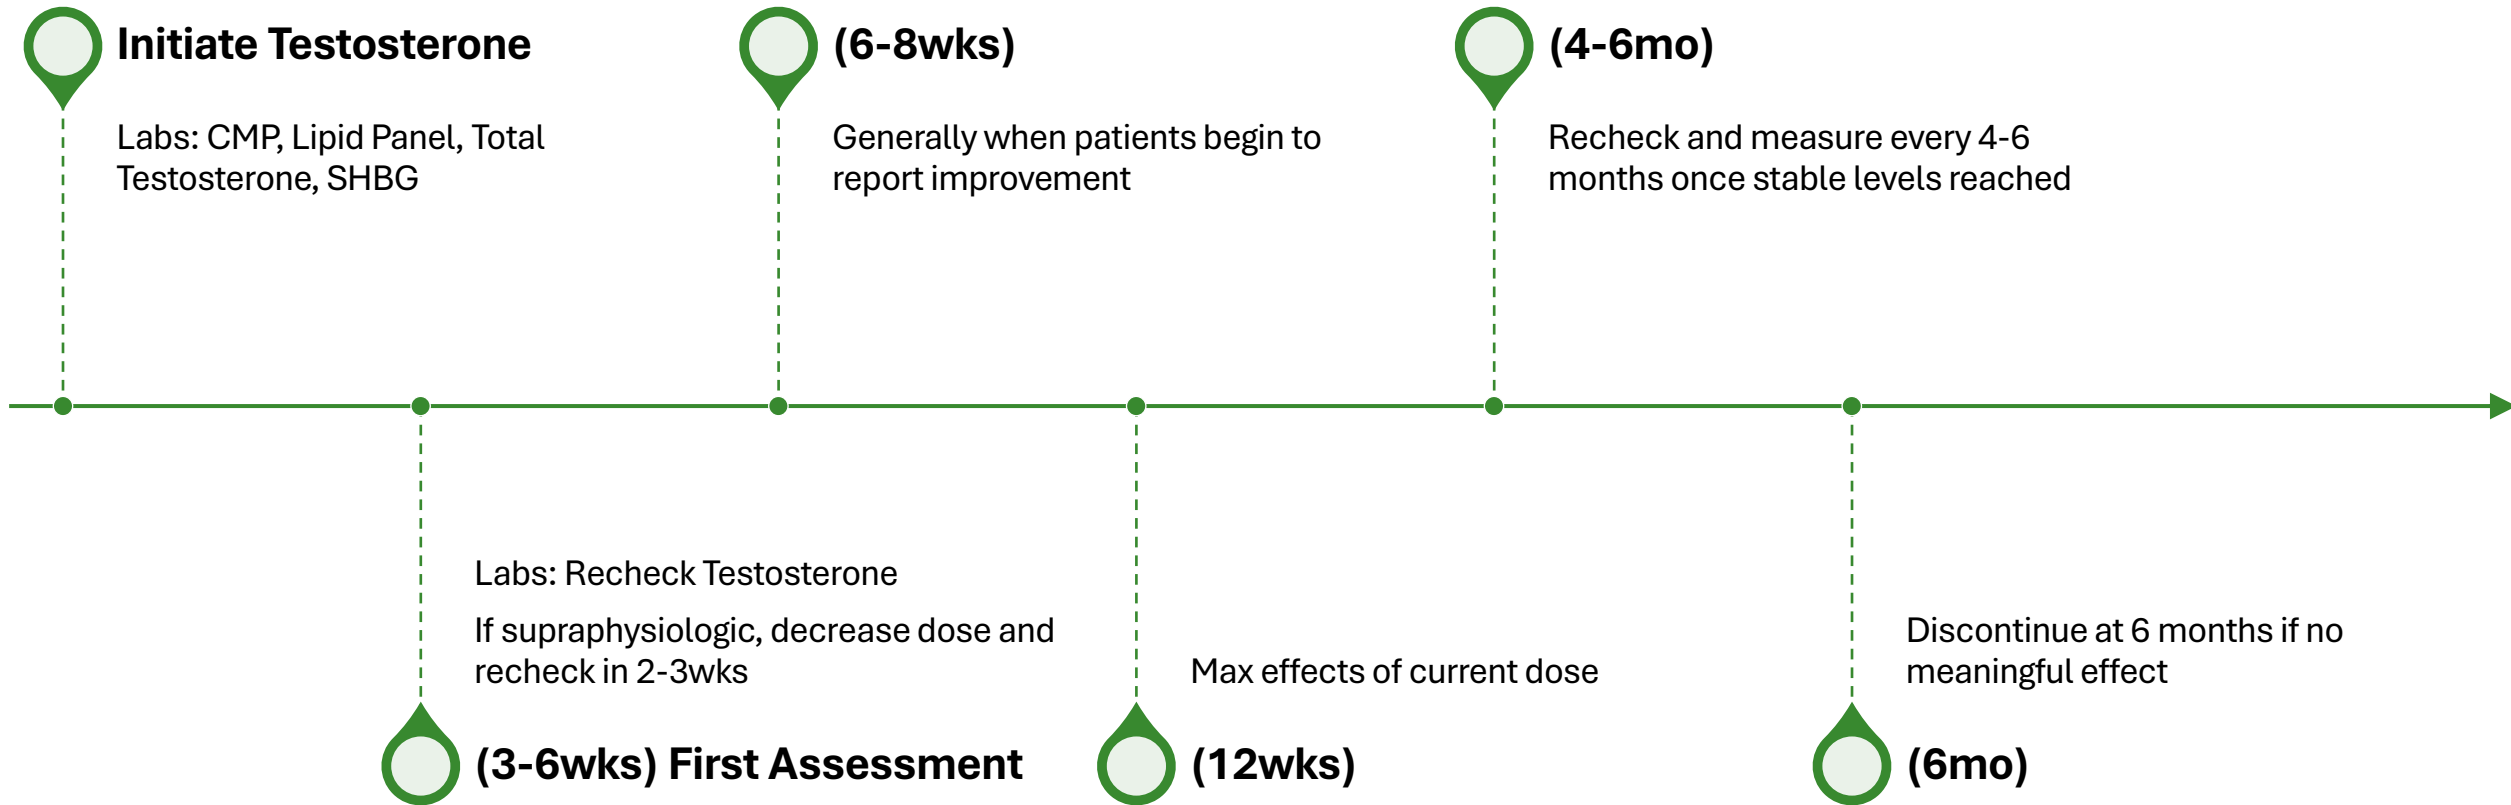 Initiate Testosterone
Labs: CMP, Lipid Panel, Total
Testosterone, SHBG
Labs: Recheck Testosterone
If supraphysiologic, decrease dose and
recheck in 2-3wks
(3-6wks) First Assessment
(6-8wks)
Generally when patients begin to
report improvement
Max effects of current dose
(12wks)
(4-6mo)
Recheck and measure every 4-6
months once stable levels reached
Discontinue at 6 months if no
meaningful effect
(6mo)